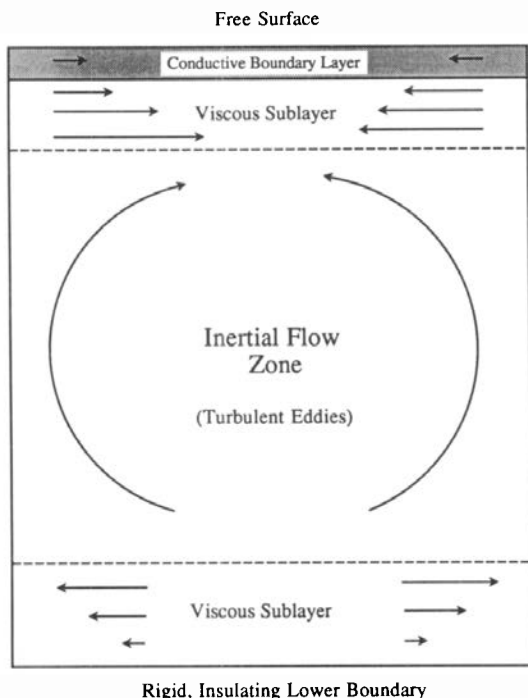 Free Surface
Conductive Boundary Layer
Viscous Sublayer
Inertial Flow
Zone
(Turbulent Eddies)
Viscous Sublayer
Rigid, Insulating Lower Boundary